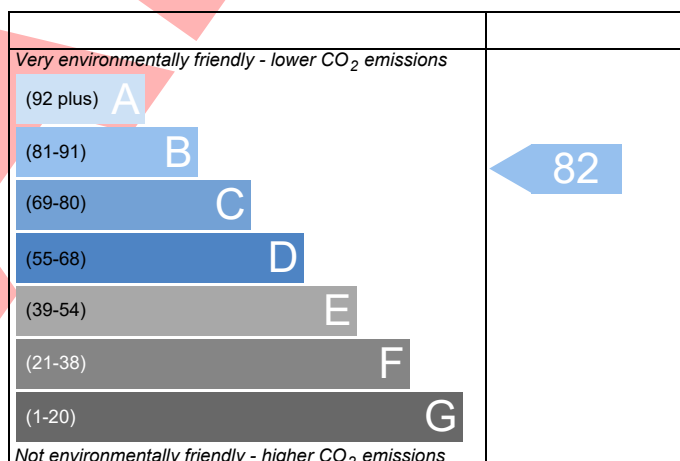 Very environmentally friendly - lower CO2 emissions
(92 plus) A
(81-91) B
82
(69-80) C
(55-68) D
(39-54) E
(21-38) F
(1-20) G
Not environmentally friendly - higher CO2 emissions